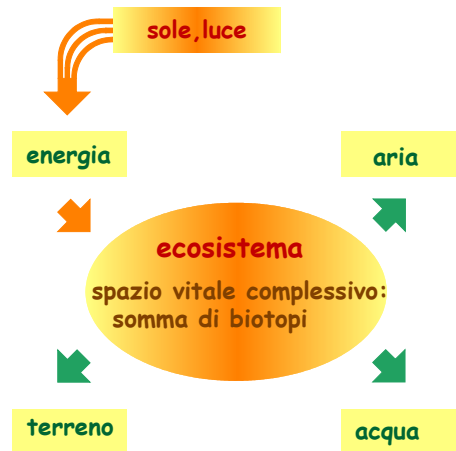 sole,luce
energia
aria
ecosistema
spazio vitale complessivo:
somma di biotopi
terreno
acqua